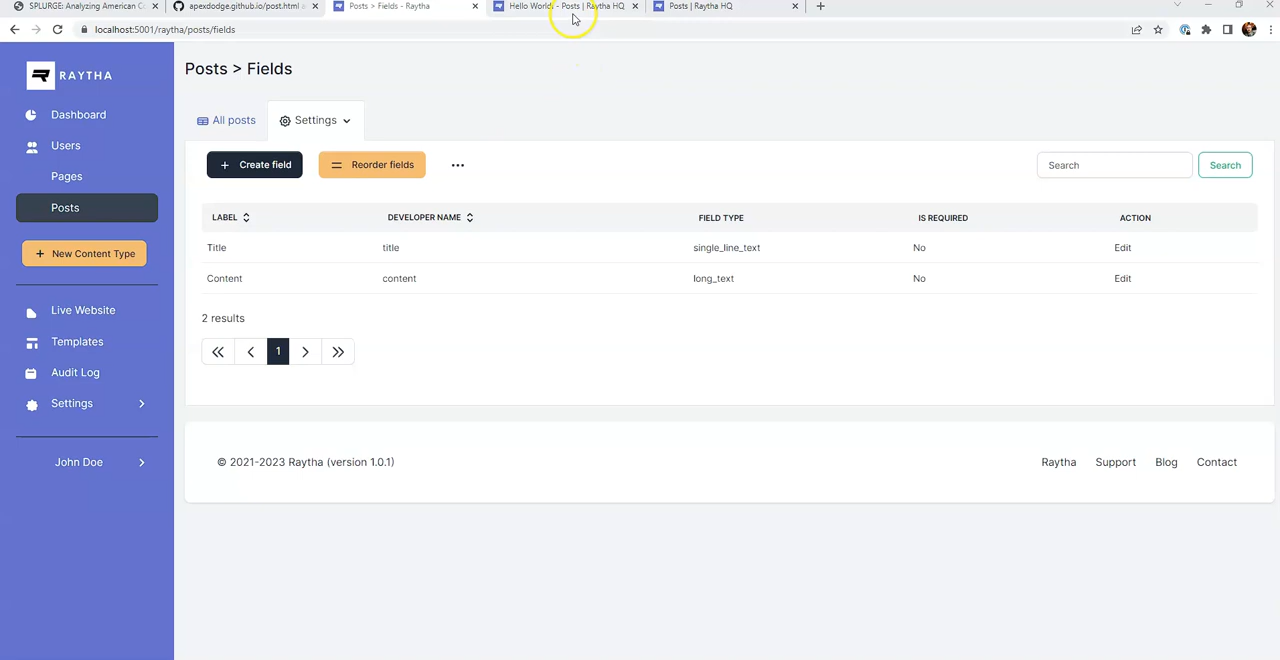 SPLURGE: Analyzing American C
apexdodge.github.io/post.html a
Posts > Fields - Raytha
Hello World - Posts | Raytha HQ
Posts | Raytha HQ
localhost:5001/raytha/posts/fields
RAYTHA
Dashboard
Users
Pages
Posts
+ New Content Type
Live Website
Templates
Audit Log
Settings
John Doe
Posts > Fields
All posts
Settings
+ Create field
Reorder fields
Search
Search
LABEL DEVELOPER NAME FIELD TYPE IS REQUIRED ACTION
Title title single_line_text No Edit
Content content long_text No Edit
2 results
1
© 2021-2023 Raytha (version 1.0.1)
Raytha Support Blog Contact